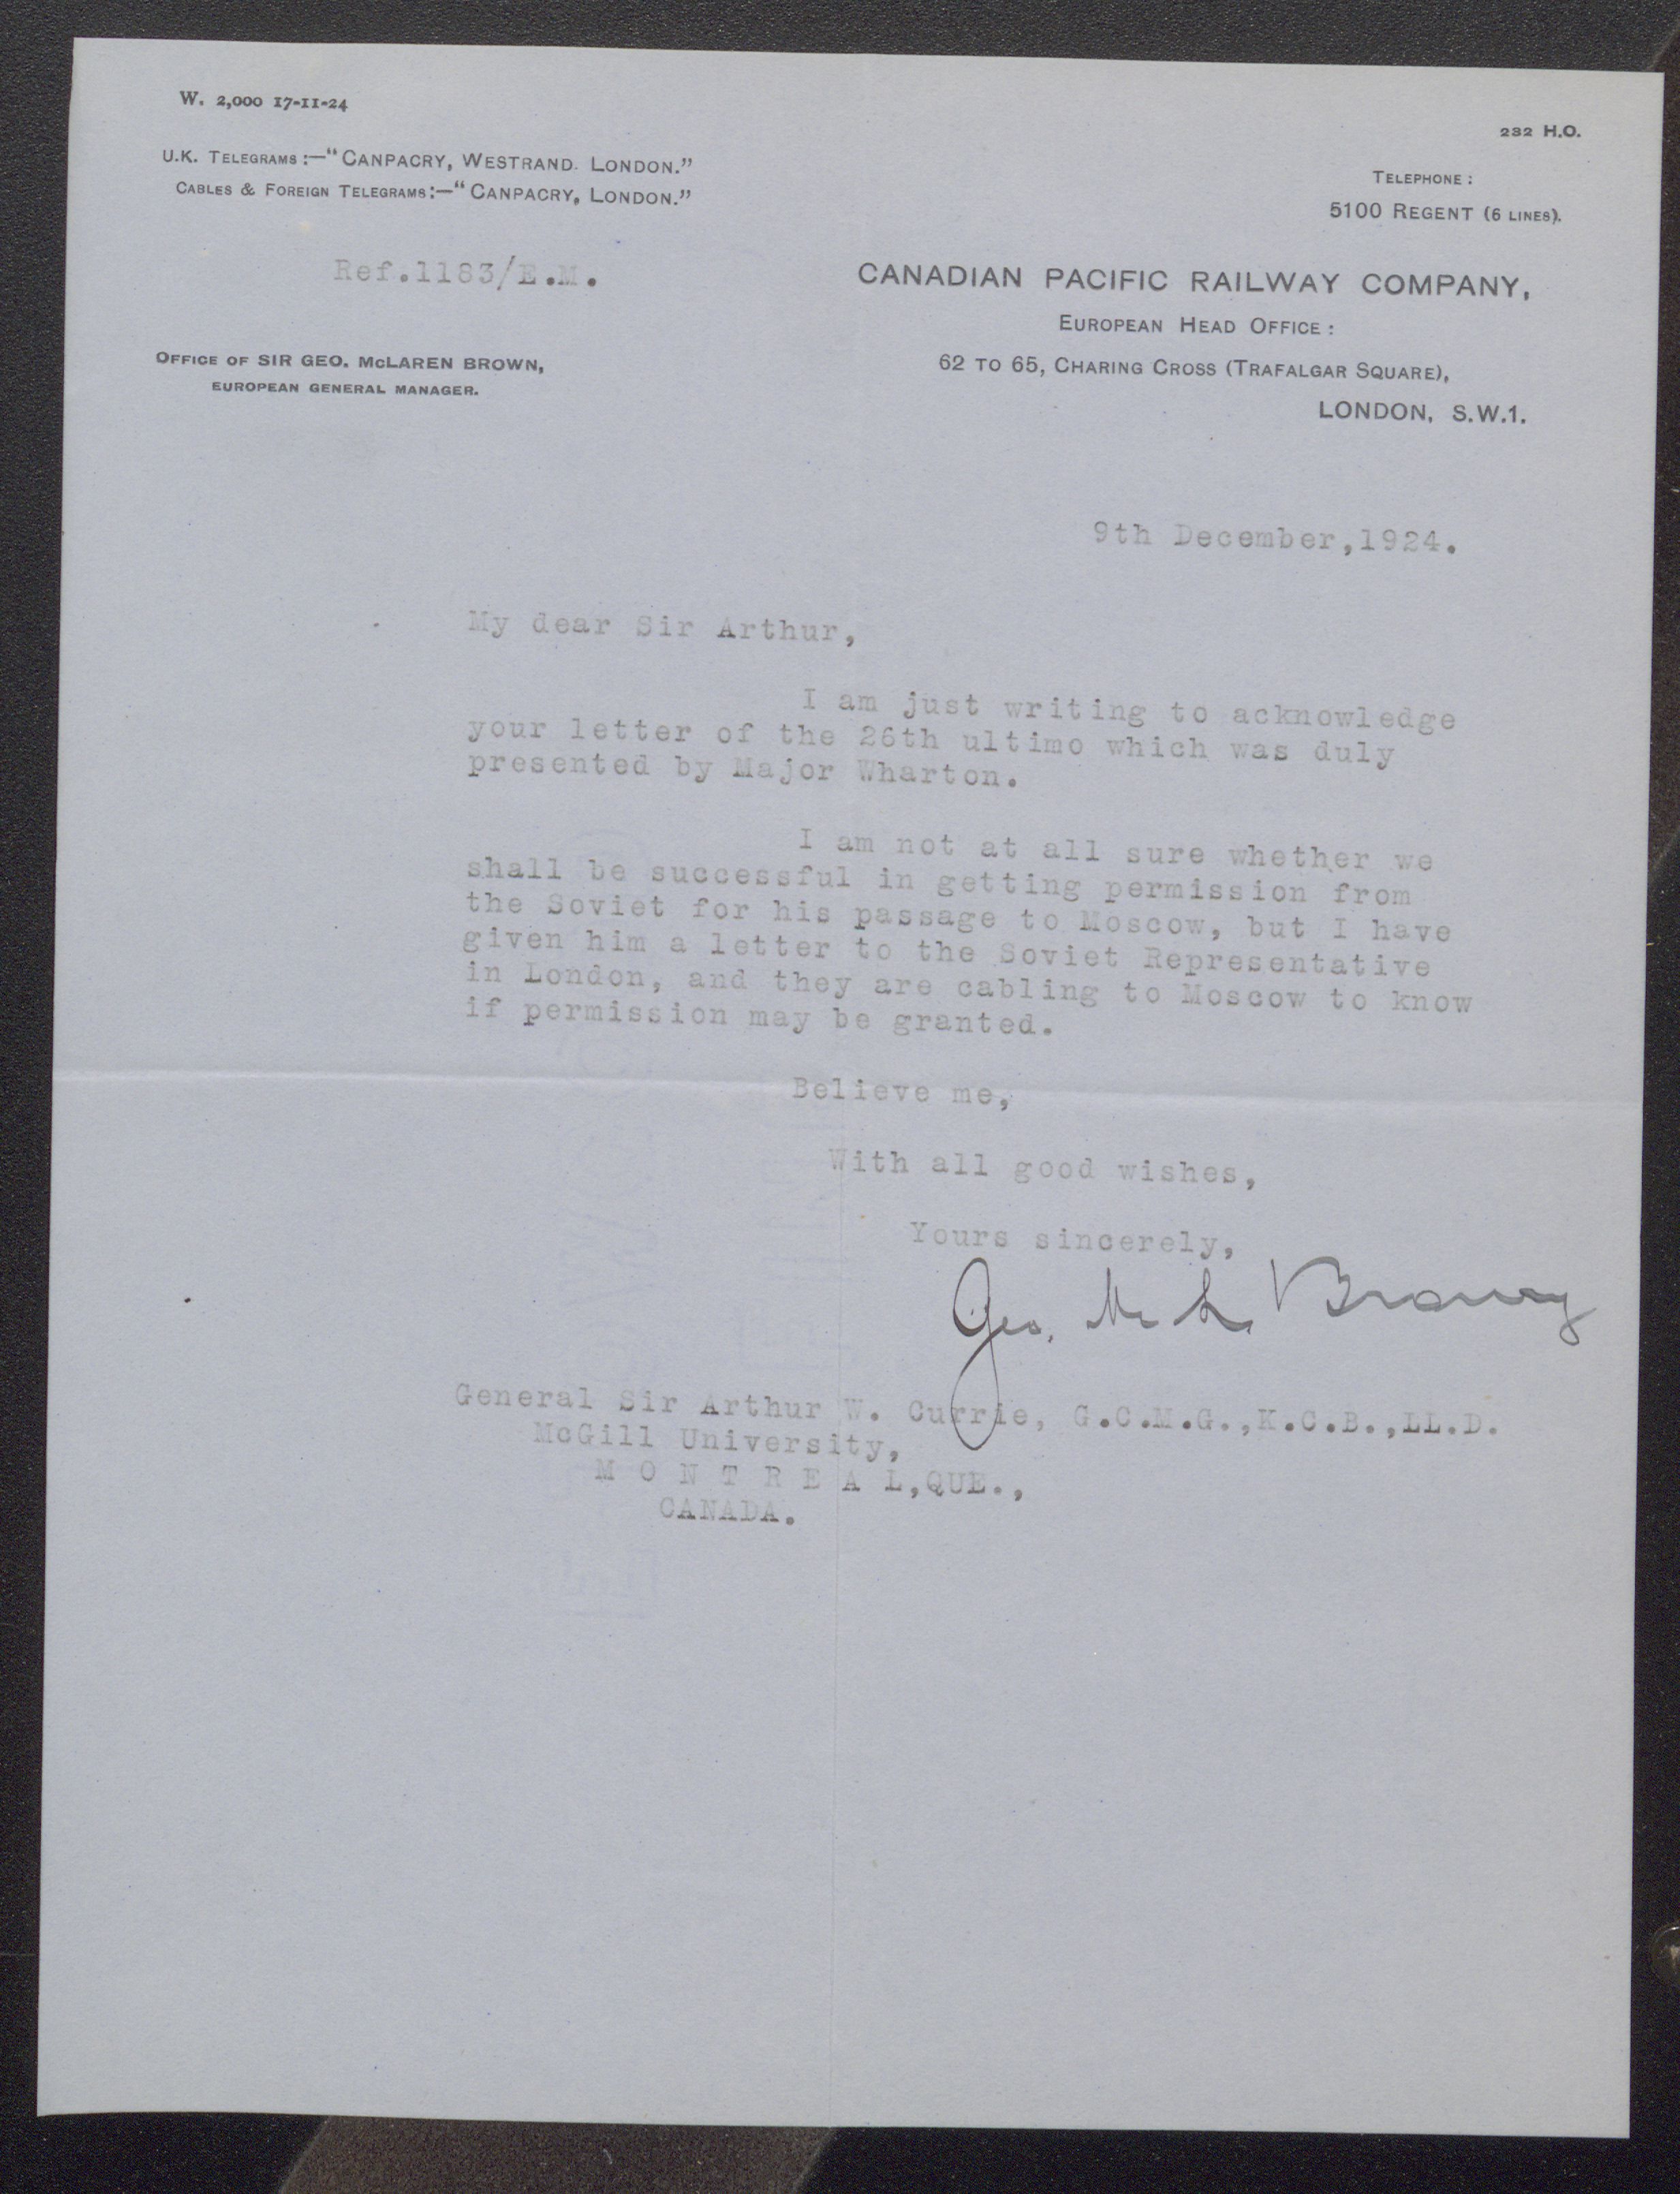 W. 2,000 17-11-24
232 H.O.
U.K. TELEGRAMS:—"CANPACRY, WESTRAND. LONDON."
CABLES & FOREIGN TELEGRAMS:—"CANPACRY, LONDON."
TELEPHONE:
5100 REGENT (6 LINES).
Ref.1183/E.M.
CANADIAN PACIFIC RAILWAY COMPANY,
EUROPEAN HEAD OFFICE:
OFFICE OF SIR GEO. McLAREN BROWN,
EUROPEAN GENERAL MANAGER.
62 TO 65, CHARING CROSS (TRAFALGAR SQUARE),
LONDON, S.W.1.
9th December,1924.
My dear Sir Arthur,
I am just writing to acknowledge
your letter of the 26th ultimo which was duly
presented by Major Wharton.
I am not at all sure whether we
shall be successful in getting permission from
the Soviet for his passage to Moscow, but I have
given him a letter to the Soviet Representative
in London, and they are cabling to Moscow to know
if permission may be granted.
Believe me,
With all good wishes,
Yours sincerely,
Geo. McL. Brown
General Sir Arthur W. Currie, G.C.M.G.,K.C.B.,LL.D.
McGill University,
M O N T R E A L,QUE.,
CANADA.